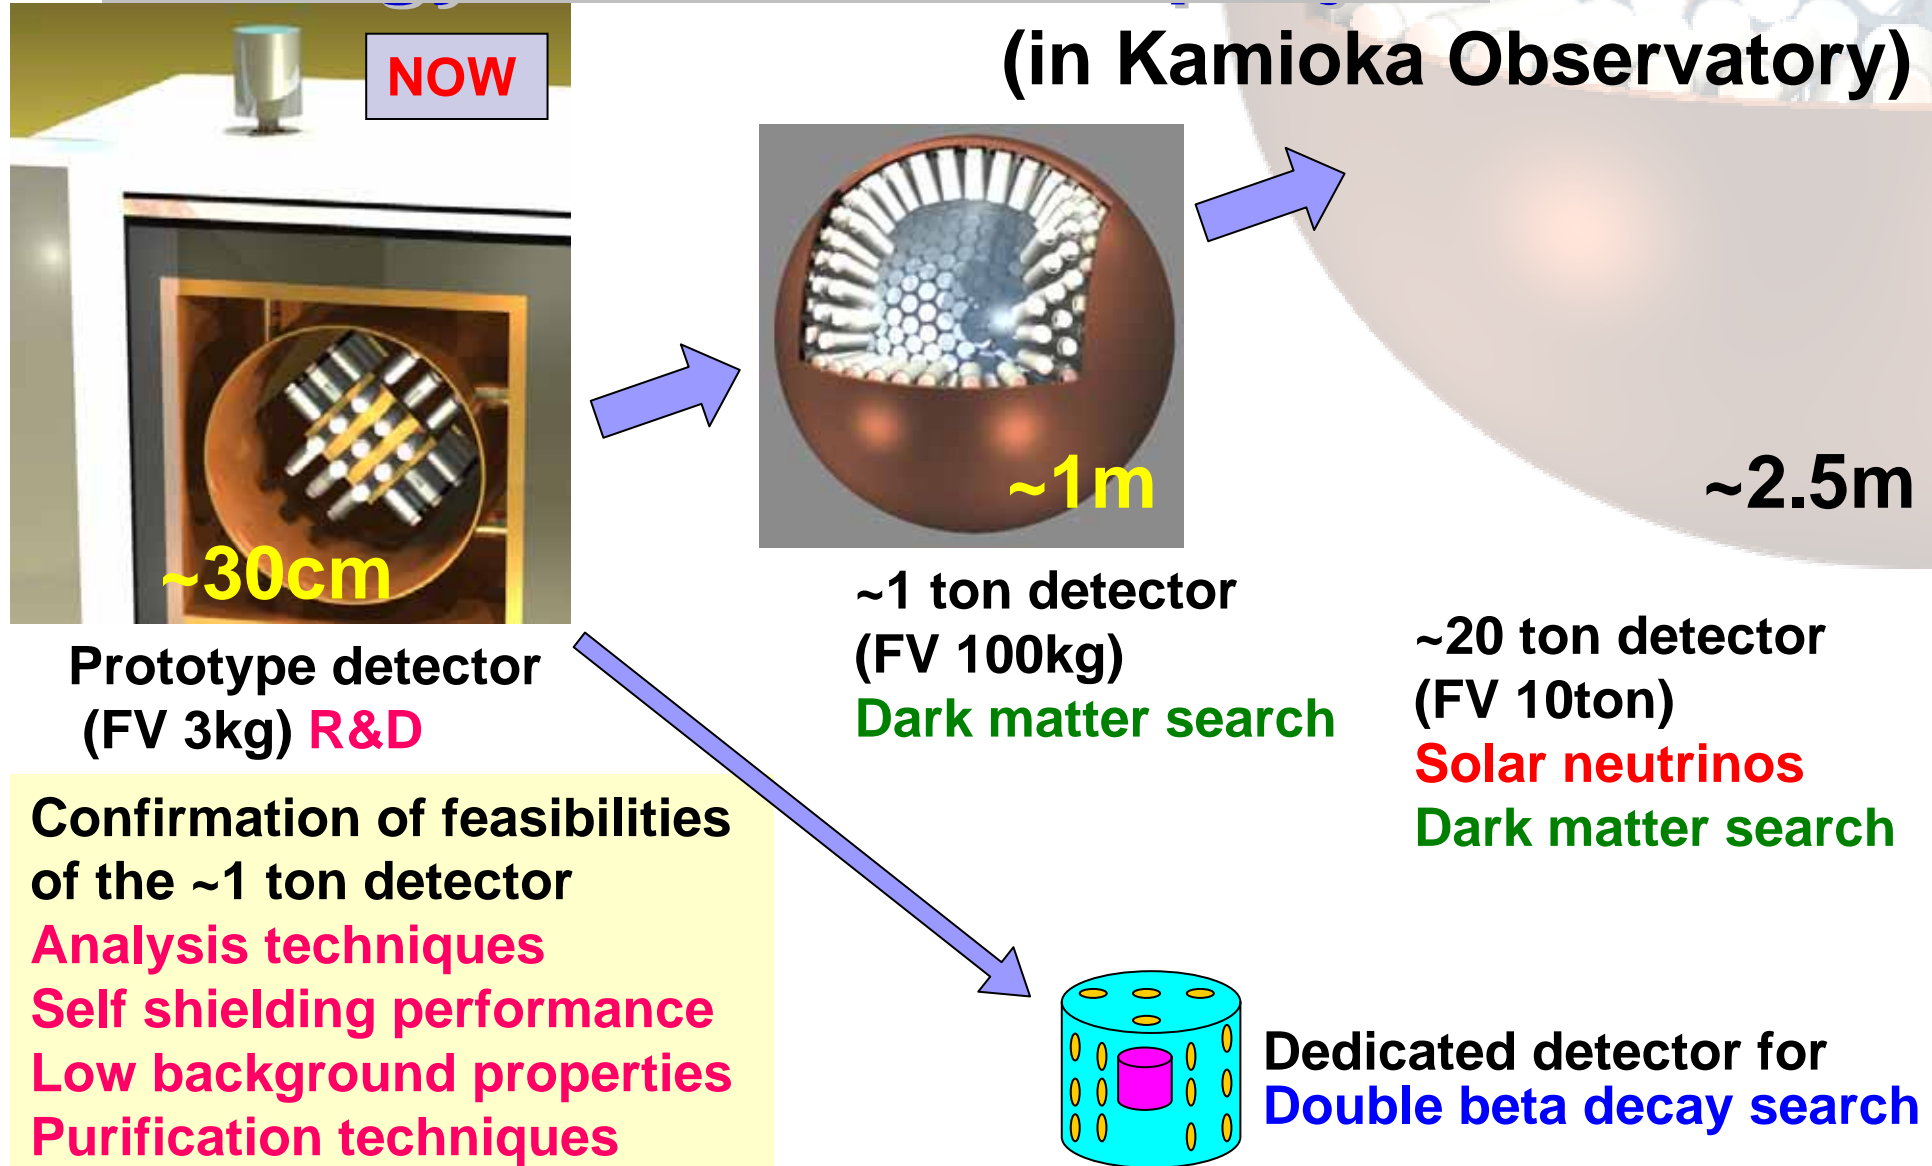 (in Kamioka Observatory)
NOW
~30cm
~1m
~2.5m
Prototype detector
(FV 3kg) R&D
~1 ton detector
(FV 100kg)
Dark matter search
~20 ton detector
(FV 10ton)
Solar neutrinos
Dark matter search
Confirmation of feasibilities
of the ~1 ton detector
Analysis techniques
Self shielding performance
Low background properties
Purification techniques
Dedicated detector for
Double beta decay search